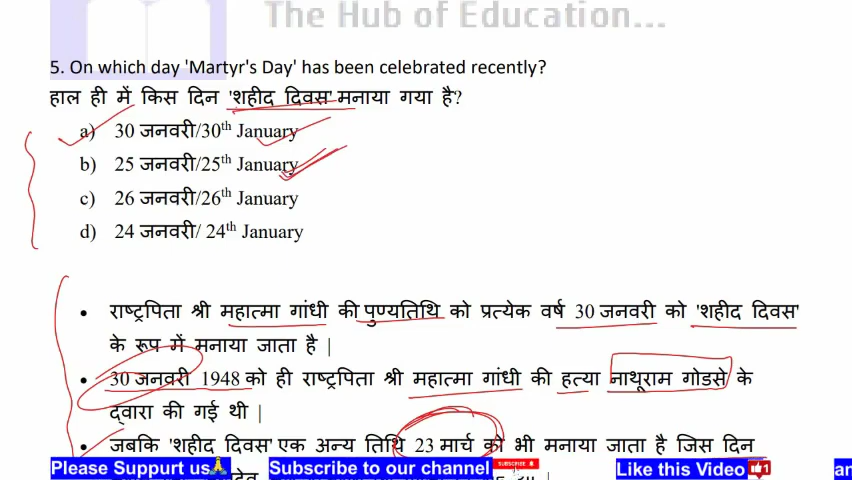 The Hub of Education...
5. On which day 'Martyr's Day' has been celebrated recently?
हाल ही में किस दिन 'शहीद दिवस' मनाया गया है?
a) 30 जनवरी/30th January
b) 25 जनवरी/25th January
c) 26 जनवरी/26th January
d) 24 जनवरी/ 24th January
• राष्ट्रपिता श्री महात्मा गांधी की पुण्यतिथि को प्रत्येक वर्ष 30 जनवरी को 'शहीद दिवस'
के रूप में मनाया जाता है |
• 30 जनवरी 1948 को ही राष्ट्रपिता श्री महात्मा गांधी की हत्या नाथूराम गोडसे के
द्वारा की गई थी |
• जबकि 'शहीद दिवस' एक अन्य तिथि 23 मार्च को भी मनाया जाता है जिस दिन
Please Suppurt us Subscribe to our channel SUBSCRIBE Like this Video 1 an